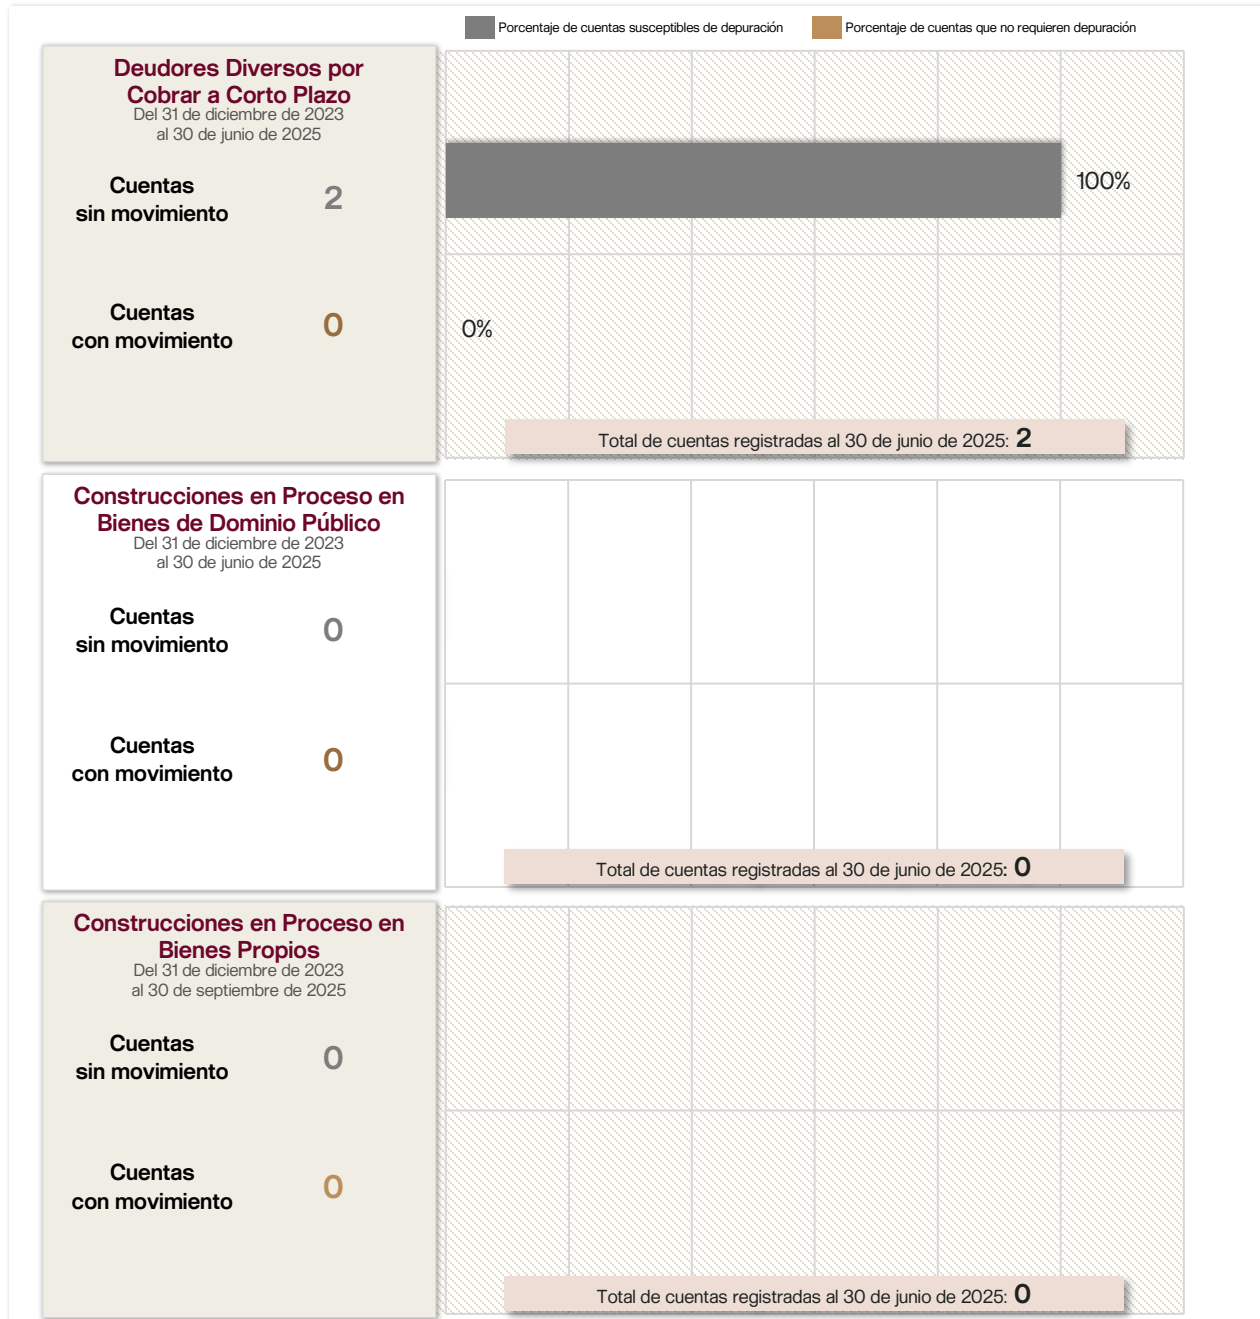 Porcentaje de cuentas susceptibles de depuración
Porcentaje de cuentas que no requieren depuración
Deudores Diversos por
Cobrar a Corto Plazo
Del 31 de diciembre de 2023
al 30 de junio de 2025
Cuentas
sin movimiento
2
100%
Cuentas
con movimiento
0
0%
Total de cuentas registradas al 30 de junio de 2025: 2
Construcciones en Proceso en
Bienes de Dominio Público
Del 31 de diciembre de 2023
al 30 de junio de 2025
Cuentas
sin movimiento
0
Cuentas
con movimiento
0
Total de cuentas registradas al 30 de junio de 2025: 0
Construcciones en Proceso en
Bienes Propios
Del 31 de diciembre de 2023
al 30 de septiembre de 2025
Cuentas
sin movimiento
0
Cuentas
con movimiento
0
Total de cuentas registradas al 30 de junio de 2025: 0